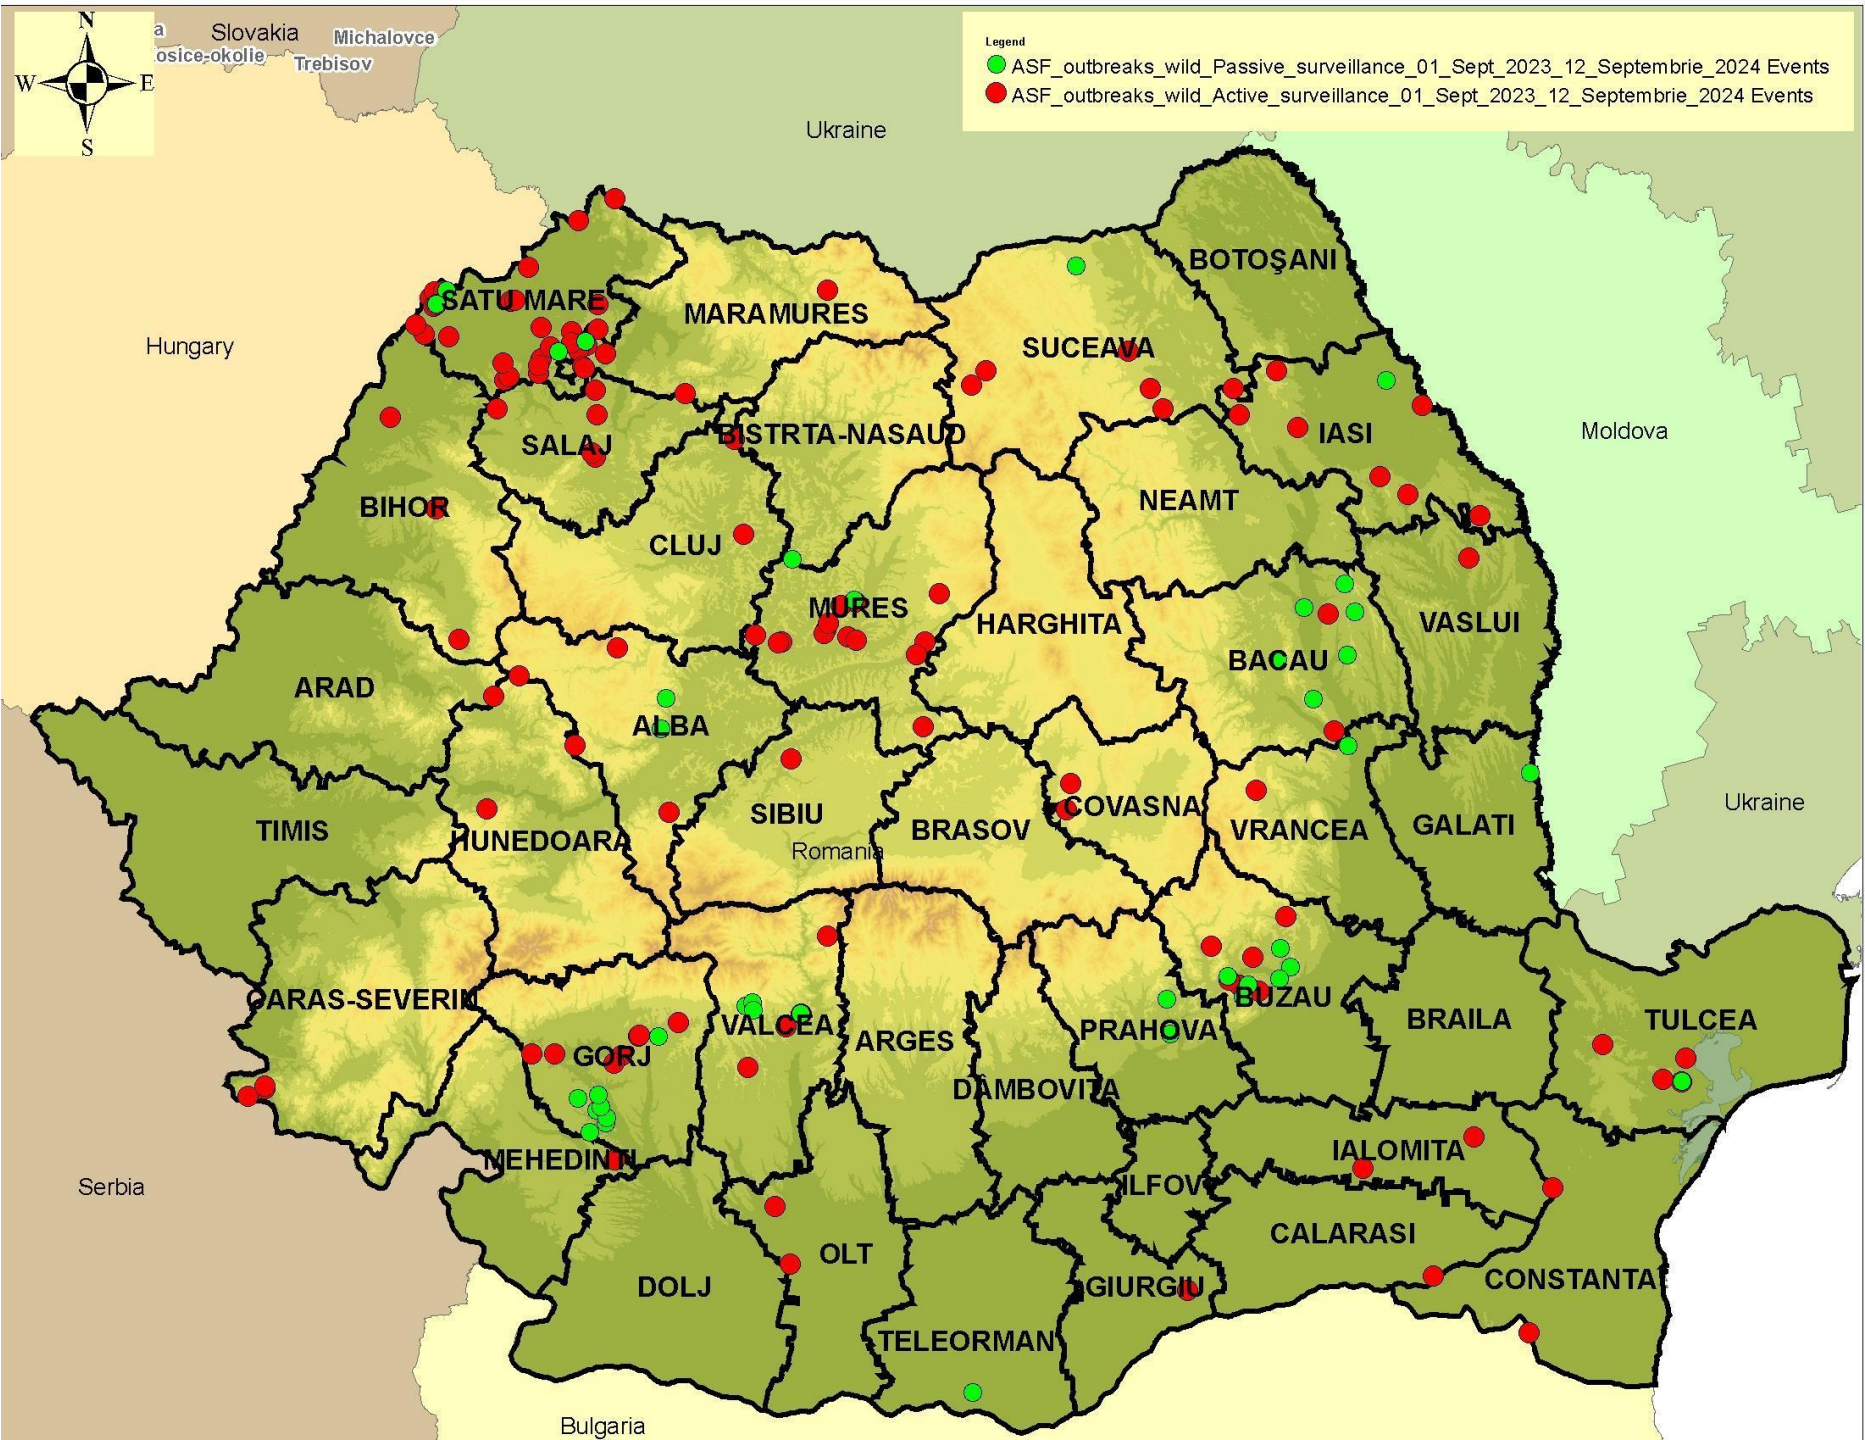 N
W
E
S
a
Slovakia
Michalovce
osice-okolie
Trebisov
Legend
ASF_outbreaks_wild_Passive_surveillance_01_Sept_2023_12_Septembrie_2024 Events
ASF_outbreaks_wild_Active_surveillance_01_Sept_2023_12_Septembrie_2024 Events
Ukraine
BOTOŞANI
SATU MARE
MARAMURES
Hungary
SUCEAVA
Moldova
BISTRTA-NASAUD
IASI
SALAJ
BIHOR
NEAMT
CLUJ
MURES
HARGHITA
VASLUI
BACAU
ARAD
ALBA
Ukraine
COVASNA
SIBIU
TIMIS
BRASOV
VRANCEA
GALATI
HUNEDOARA
Romania
CARAS-SEVERIN
BUZAU
VALCEA
PRAHOVA
BRAILA
TULCEA
ARGES
GORJ
DÂMBOVITA
IALOMITA
MEHEDINTI
Serbia
ILFOV
CALARASI
OLT
DOLJ
GIURGIU
CONSTANTA
TELEORMAN
Bulgaria